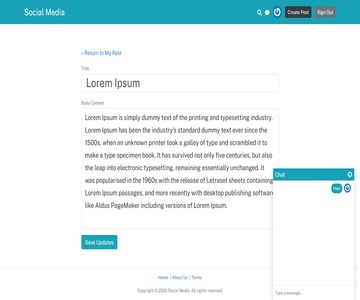 Social Media
Create Post
Sign Out
« Return to My Post
Title
Lorem Ipsum
Body Content
Lorem Ipsum is simply dummy text of the printing and typesetting industry.
Lorem Ipsum has been the industry's standard dummy text ever since the
1500s, when an unknown printer took a galley of type and scrambled it to
make a type specimen book. It has survived not only five centuries, but also
the leap into electronic typesetting, remaining essentially unchanged. It
was popularised in the 1960s with the release of Letraset sheets containing
Lorem Ipsum passages, and more recently with desktop publishing software
like Aldus PageMaker including versions of Lorem Ipsum.
Save Updates
Chat
Hey!
Type a message…
Home | About Us | Terms
Copyright © 2020 Social Media. All rights reserved.